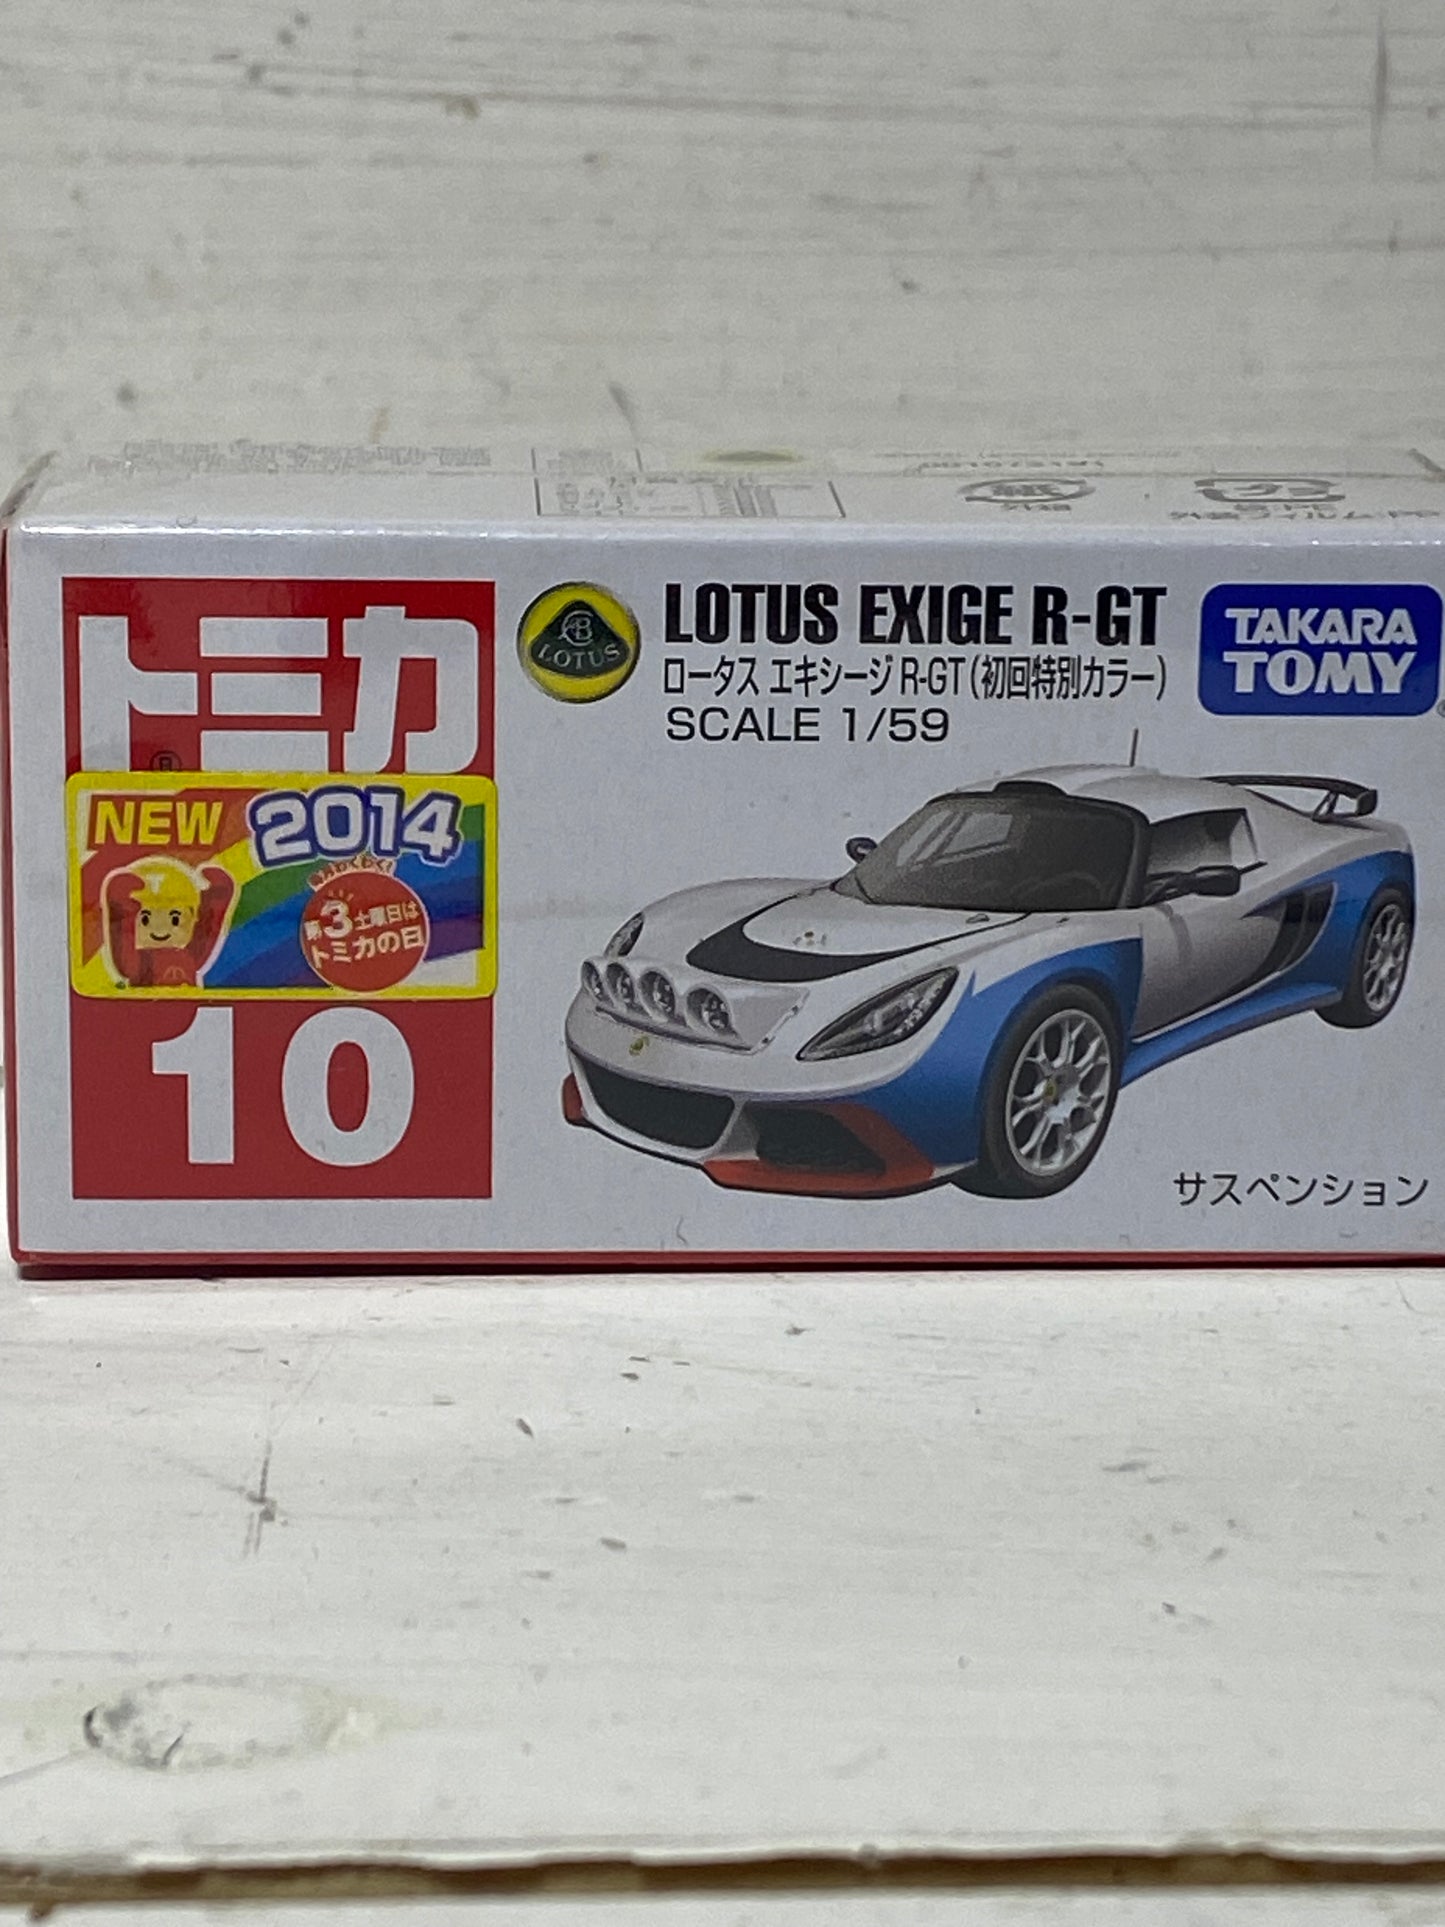 トミカ
NEW 2014
第3土曜日は
トミカの日
10
LOTUS
LOTUS EXIGE R-GT
ロータス エキシージ R-GT(初回特別カラー)
SCALE 1/59
TAKARA
TOMY
サスペンション